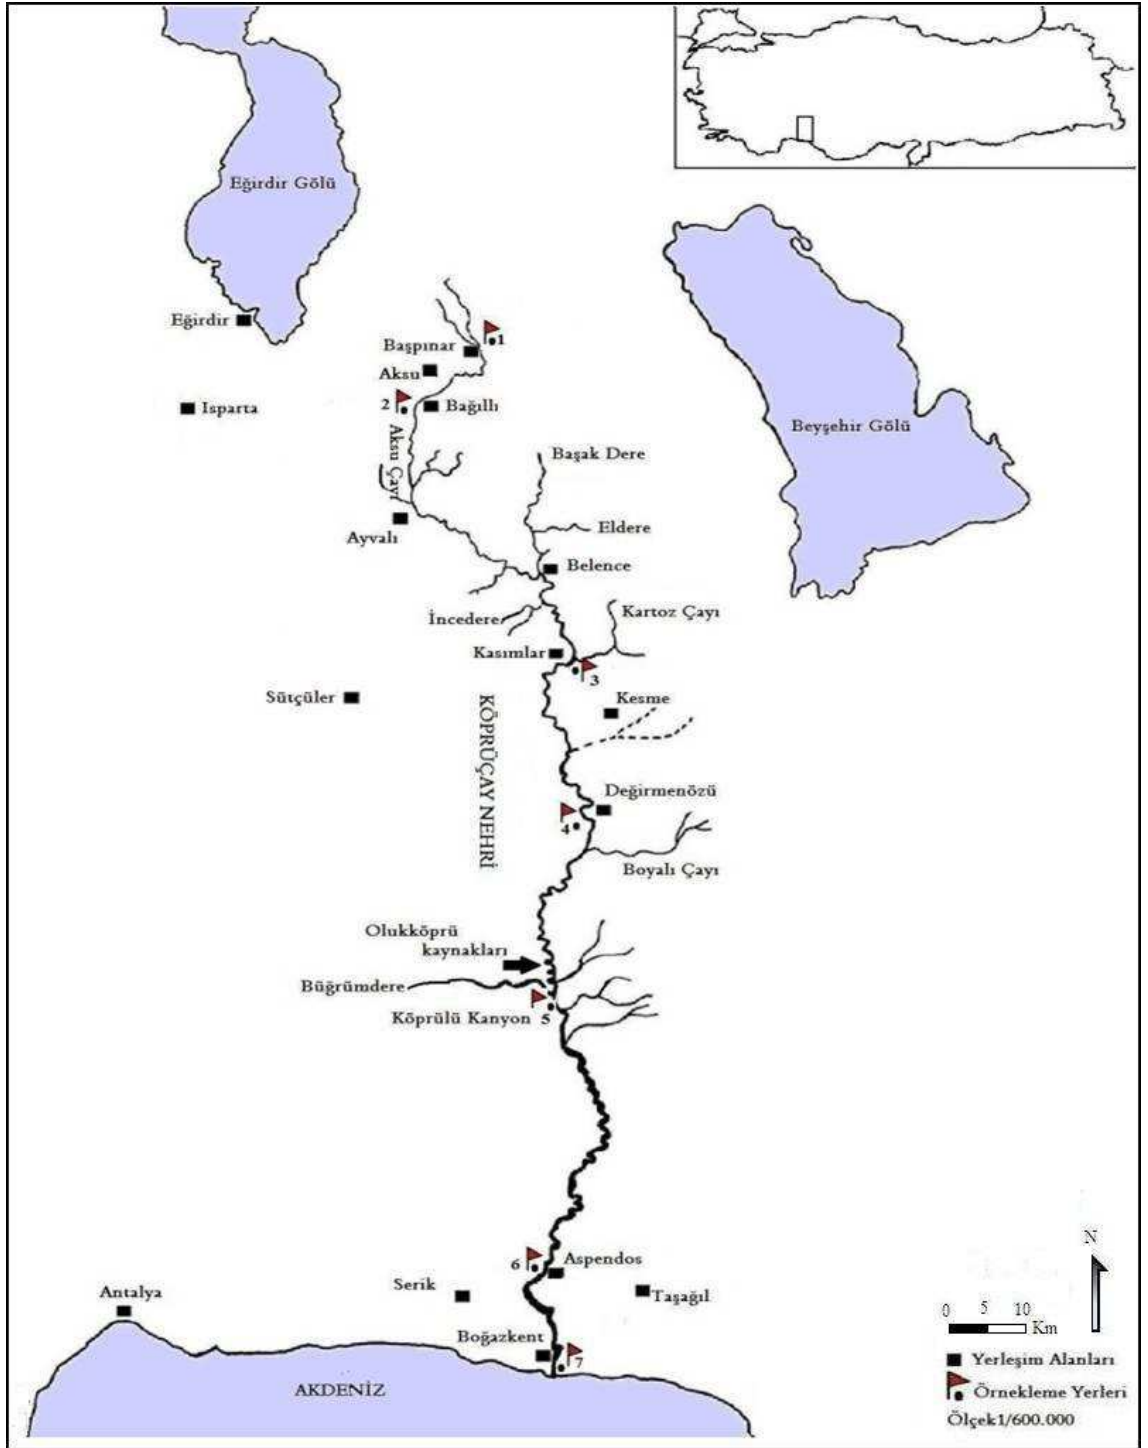 Eğirdir Gölü
Eğirdir
Başpınar
1
Aksu
2
Bağıllı
Isparta
Aksu Çayı
Beyşehir Gölü
Başak Dere
Eldere
Ayvalı
Belence
İncedere
Kartoz Çayı
Kasımlar
3
Sütçüler
Kesme
KÖPRÜÇAY NEHRİ
Değirmenözü
4
Boyalı Çayı
Olukköprü
kaynakları
Büğrümdere
Köprülü Kanyon 5
6
Aspendos
Serik
Taşağıl
Antalya
Boğazkent
7
AKDENİZ
N
0 5 10
Km
Yerleşim Alanları
Örnekleme Yerleri
Ölçek1/600.000